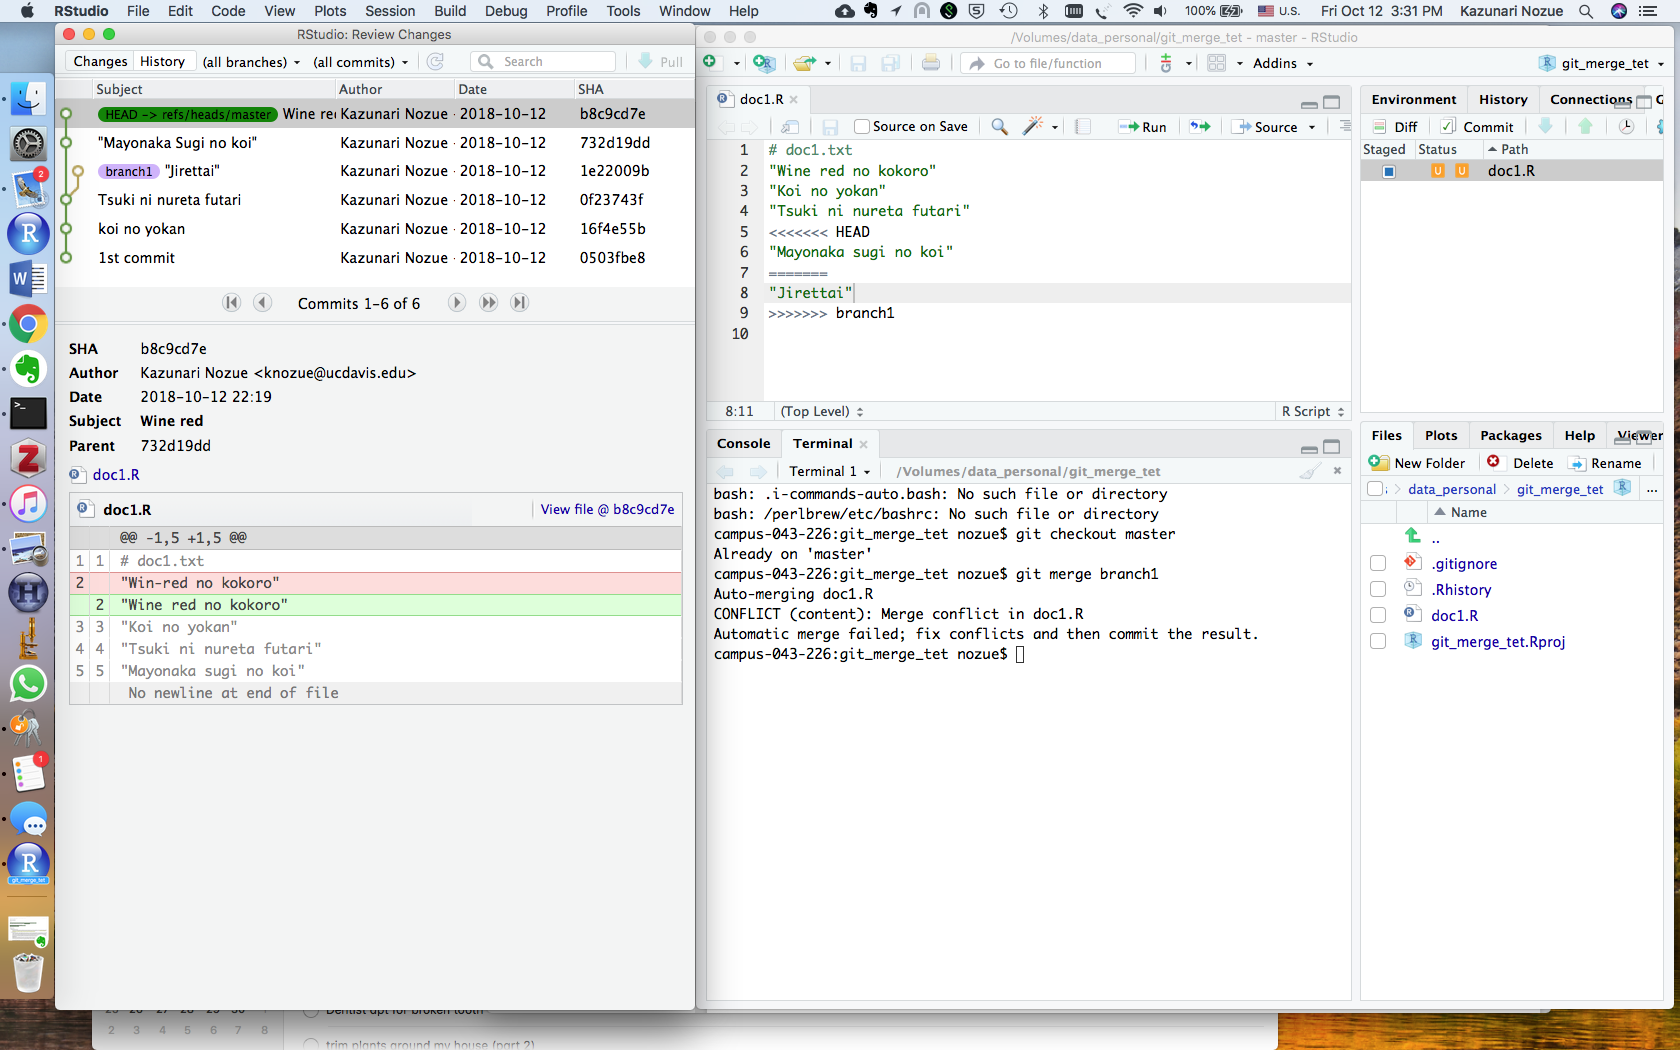 RStudio File Edit Code View Plots Session Build Debug Profile Tools Window Help 100% U.S. Fri Oct 12 3:31 PM Kazunari Nozue
RStudio: Review Changes
Changes History (all branches) (all commits) Search Pull
Subject Author Date SHA
HEAD -> refs/heads/master Wine re Kazunari Nozue 2018-10-12 b8c9cd7e
"Mayonaka Sugi no koi" Kazunari Nozue 2018-10-12 732d19dd
branch1 "Jirettai" Kazunari Nozue 2018-10-12 1e22009b
Tsuki ni nureta futari Kazunari Nozue 2018-10-12 0f23743f
koi no yokan Kazunari Nozue 2018-10-12 16f4e55b
1st commit Kazunari Nozue 2018-10-12 0503fbe8
Commits 1-6 of 6
SHA b8c9cd7e
Author Kazunari Nozue <knozue@ucdavis.edu>
Date 2018-10-12 22:19
Subject Wine red
Parent 732d19dd
doc1.R
doc1.R View file @ b8c9cd7e
@@ -1,5 +1,5 @@
1 1 # doc1.txt
2 "Win-red no kokoro"
2 "Wine red no kokoro"
3 3 "Koi no yokan"
4 4 "Tsuki ni nureta futari"
5 5 "Mayonaka sugi no koi"
No newline at end of file
/Volumes/data_personal/git_merge_tet - master - RStudio
Go to file/function Addins git_merge_tet
doc1.R
Source on Save Run Source
1 # doc1.txt
2 "Wine red no kokoro"
3 "Koi no yokan"
4 "Tsuki ni nureta futari"
5 <<<<<<< HEAD
6 "Mayonaka sugi no koi"
7 =======
8 "Jirettai"
9 >>>>>>> branch1
10
8:11 (Top Level) R Script
Console Terminal
Terminal 1 /Volumes/data_personal/git_merge_tet
bash: .i-commands-auto.bash: No such file or directory
bash: /perlbrew/etc/bashrc: No such file or directory
campus-043-226:git_merge_tet nozue$ git checkout master
Already on 'master'
campus-043-226:git_merge_tet nozue$ git merge branch1
Auto-merging doc1.R
CONFLICT (content): Merge conflict in doc1.R
Automatic merge failed; fix conflicts and then commit the result.
campus-043-226:git_merge_tet nozue$
Environment History Connections
Diff Commit
Staged Status Path
U U doc1.R
Files Plots Packages Help Viewer
New Folder Delete Rename
data_personal git_merge_tet ...
Name
..
.gitignore
.Rhistory
doc1.R
git_merge_tet.Rproj
2 3 4 5 6 7 8
Dentist apt for broken tooth
trim plants around my house (part 2)